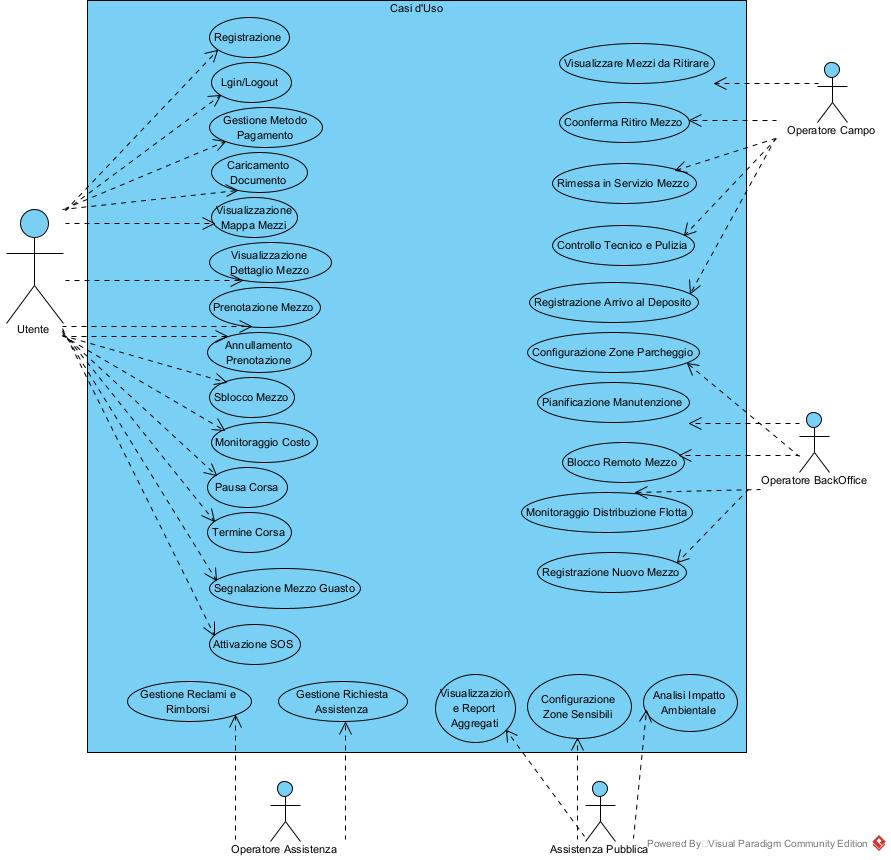 Casi d'Uso
Registrazione
Lgin/Logout
Gestione Metodo
Pagamento
Caricamento
Documento
Visualizzazione
Mappa Mezzi
Visualizzazione
Dettaglio Mezzo
Prenotazione Mezzo
Annullamento
Prenotazione
Sblocco Mezzo
Monitoraggio Costo
Pausa Corsa
Termine Corsa
Segnalazione Mezzo Guasto
Attivazione SOS
Utente
Visualizzare Mezzi da Ritirare
Coonferma Ritiro Mezzo
Rimessa in Servizio Mezzo
Controllo Tecnico e Pulizia
Registrazione Arrivo al Deposito
Operatore Campo
Configurazione Zone Parcheggio
Pianificazione Manutenzione
Blocco Remoto Mezzo
Monitoraggio Distribuzione Flotta
Registrazione Nuovo Mezzo
Operatore BackOffice
Gestione Reclami e
Rimborsi
Gestione Richiesta
Assistenza
Visualizzazion
e Report
Aggregati
Configurazione
Zone Sensibili
Analisi Impatto
Ambientale
Operatore Assistenza
Assistenza Pubblica
Powered By Visual Paradigm Community Edition